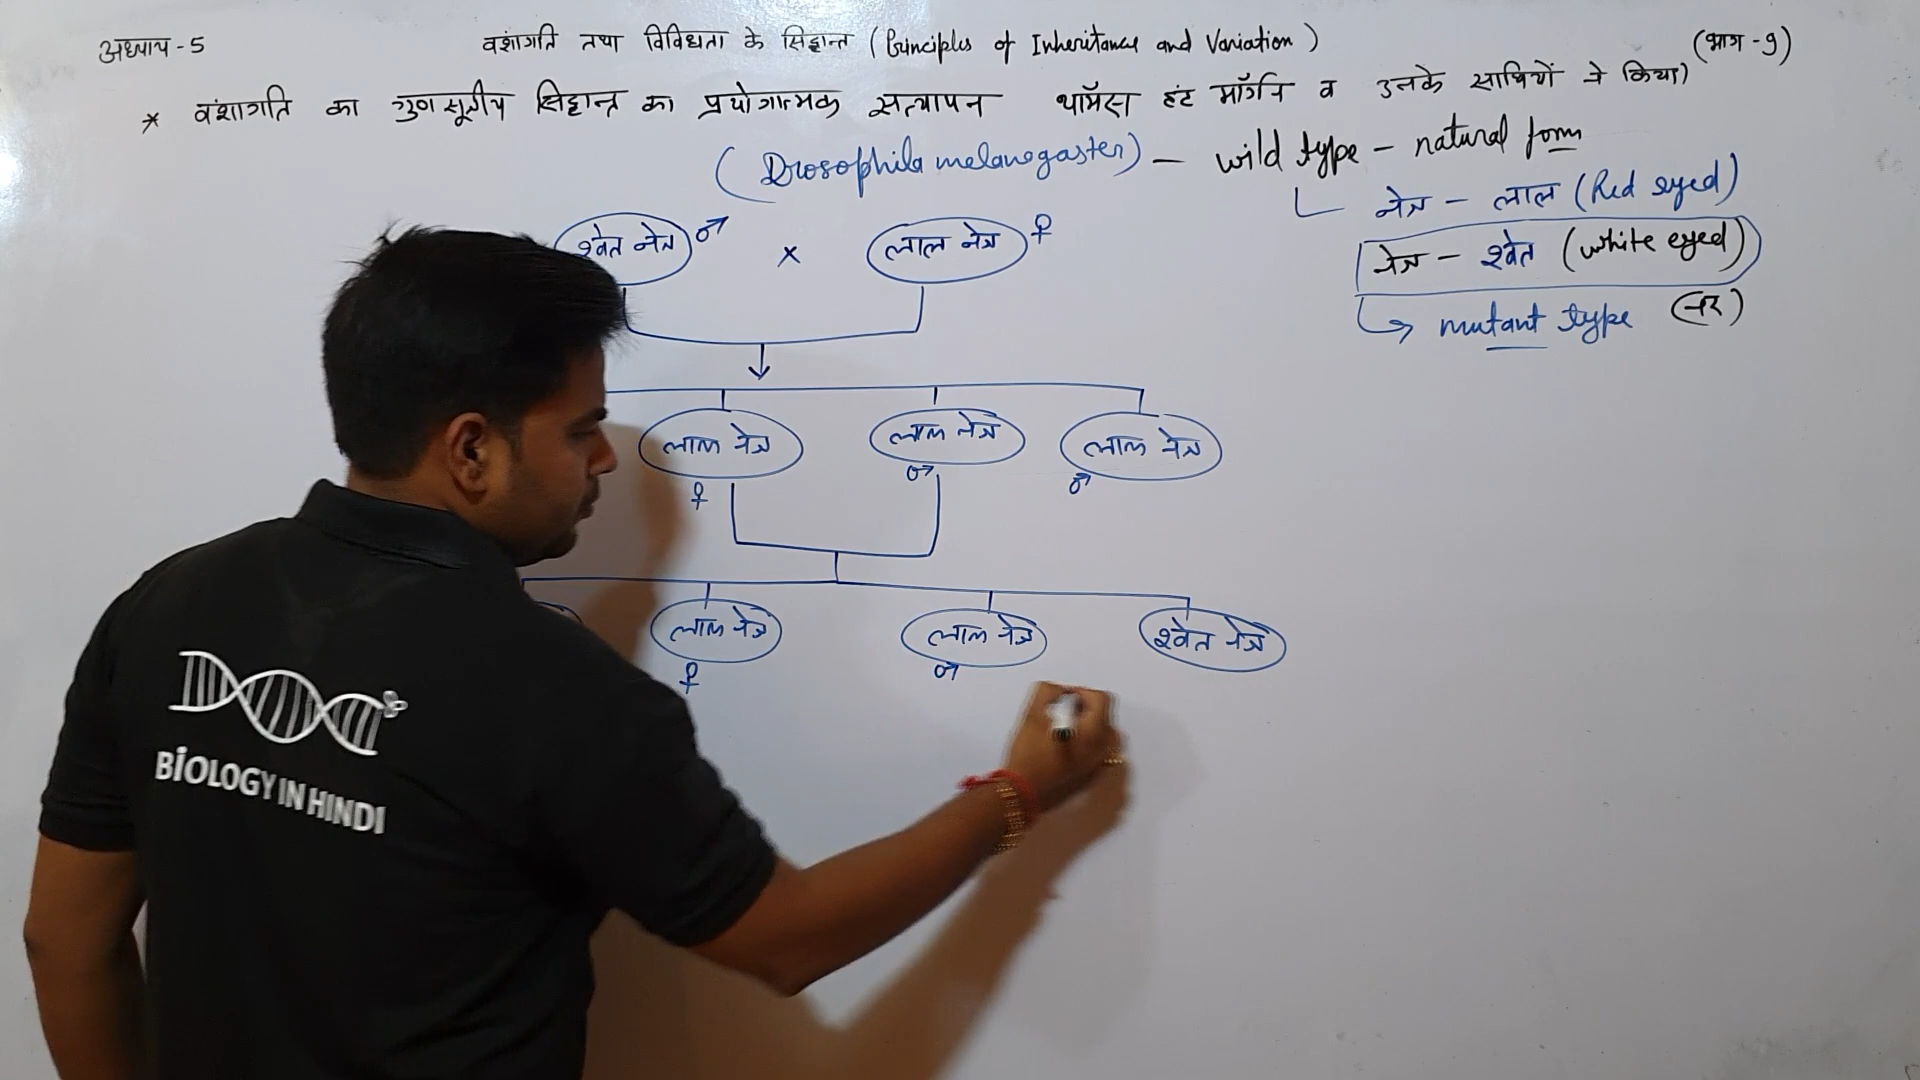 अध्याय - 5 वंशागति तथा विविधता के सिद्धान्त (Principles of Inheritance and Variation) (भाग - 9)
* वंशागति का गुणसूत्रीय सिद्धान्त का प्रयोगात्मक सत्यापन थॉमस हंट मॉर्गन व उनके साथियों ने किया)
(Drosophila melanogaster) — wild type - natural form
नेत्र - लाल (Red eyed)
श्वेत नेत्र ♂ x लाल नेत्र ♀
नेत्र - श्वेत (white eyed)
mutant type (नर)
लाल नेत्र ♀ लाल नेत्र ♂ लाल नेत्र ♂
लाल नेत्र ♀ लाल नेत्र ♂ श्वेत नेत्र
BIOLOGY IN HINDI